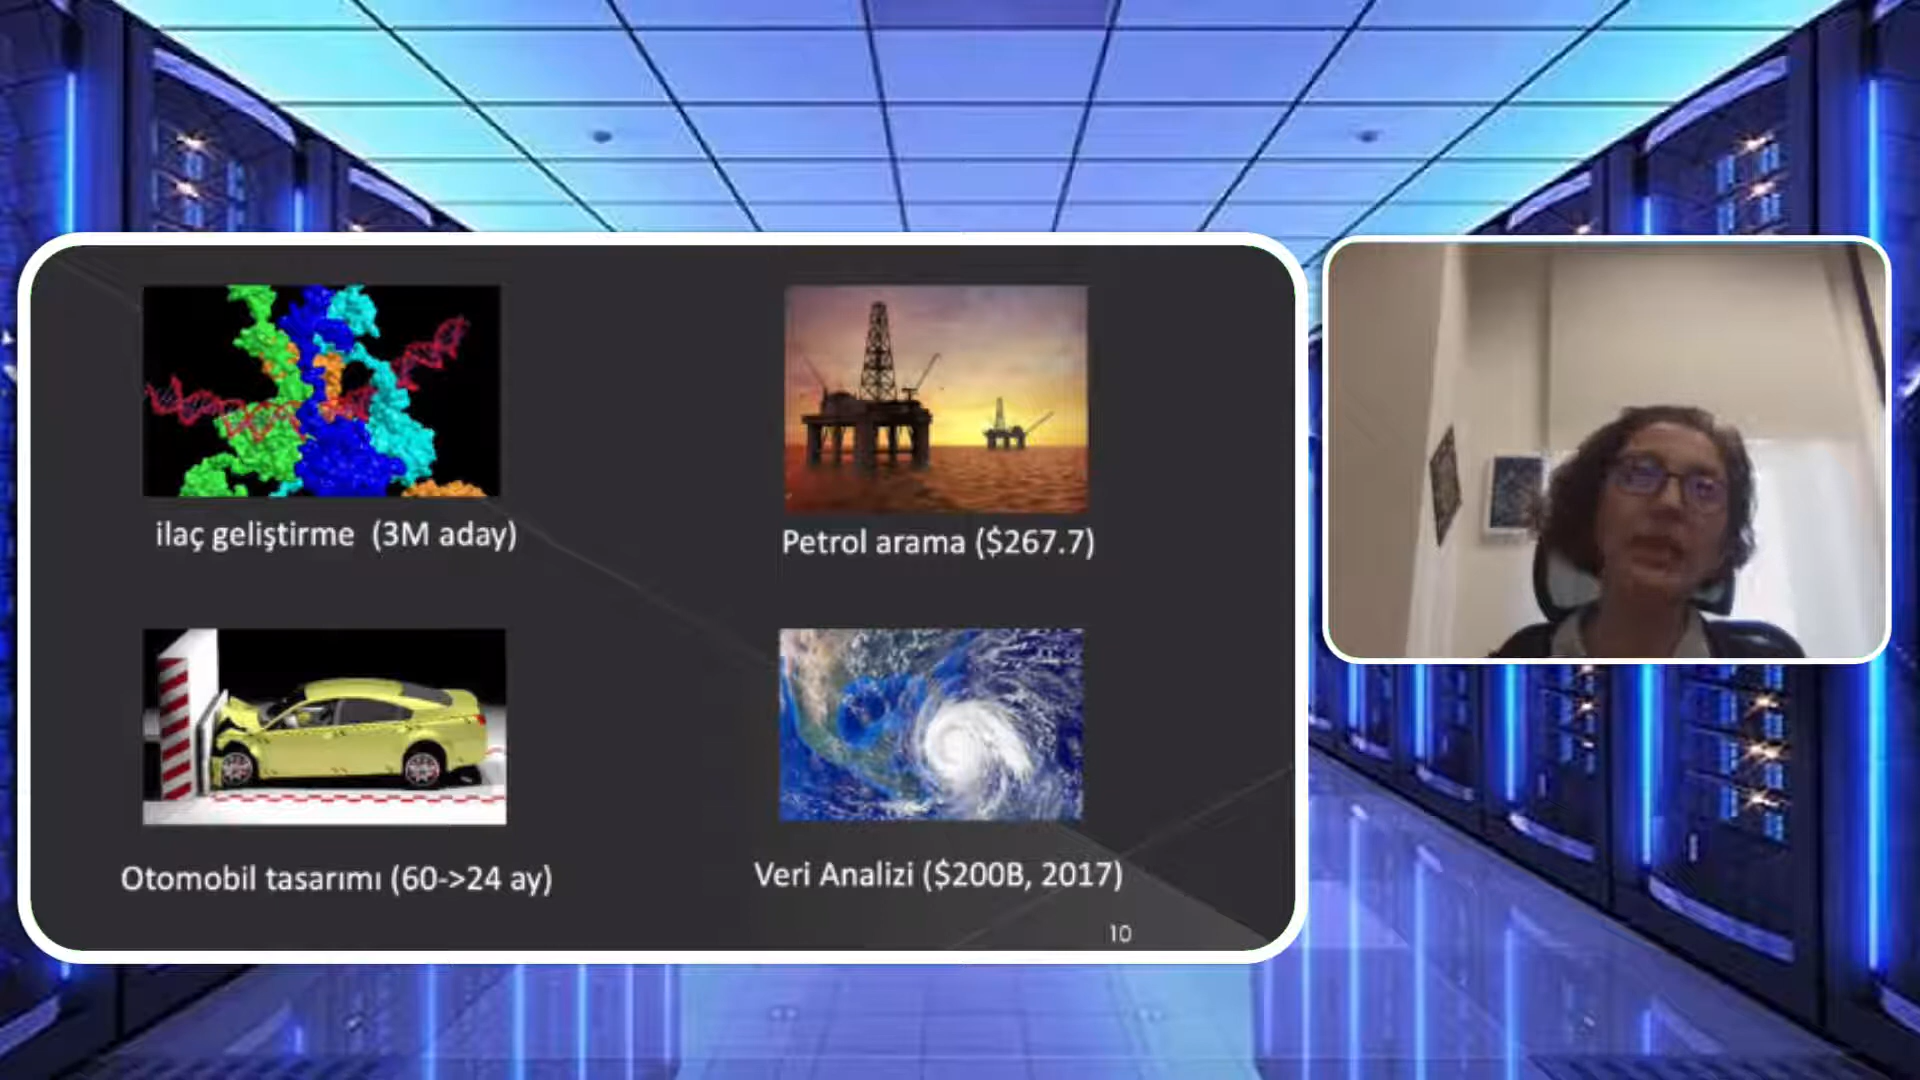 ilaç geliştirme (3M aday)
Petrol arama ($267.7)
Otomobil tasarımı (60->24 ay)
Veri Analizi ($200B, 2017)
10